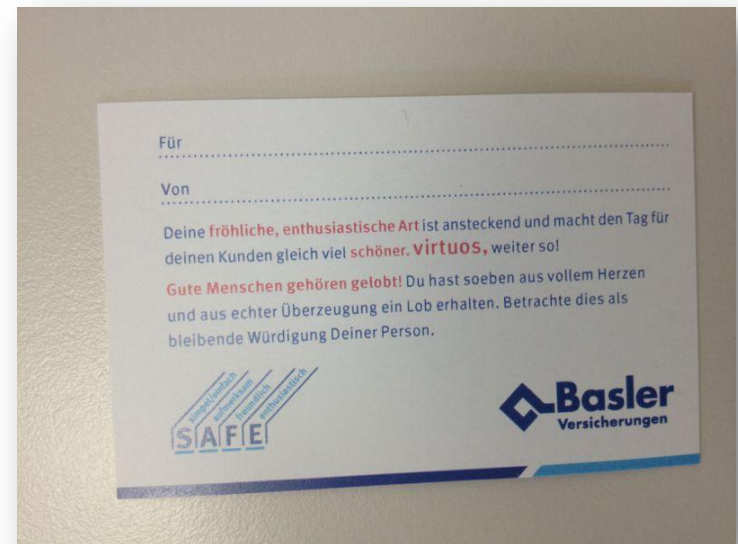 Für
Von
Deine fröhliche, enthusiastische Art ist ansteckend und macht den Tag für
deinen Kunden gleich viel schöner. virtuos, weiter so!
Gute Menschen gehören gelobt! Du hast soeben aus vollem Herzen
und aus echter Überzeugung ein Lob erhalten. Betrachte dies als
bleibende Würdigung Deiner Person.
simpel/einfach
aufmerksam
freundlich
enthusiastisch
SAFE
Basler
Versicherungen